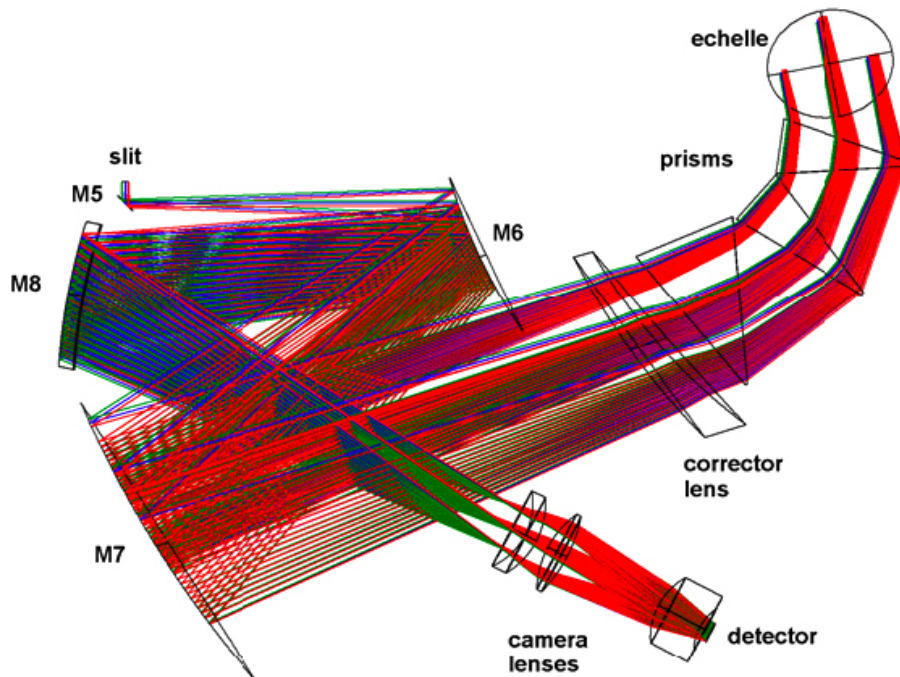 echelle
prisms
slit
M5
M6
M8
corrector
lens
M7
camera
lenses
detector